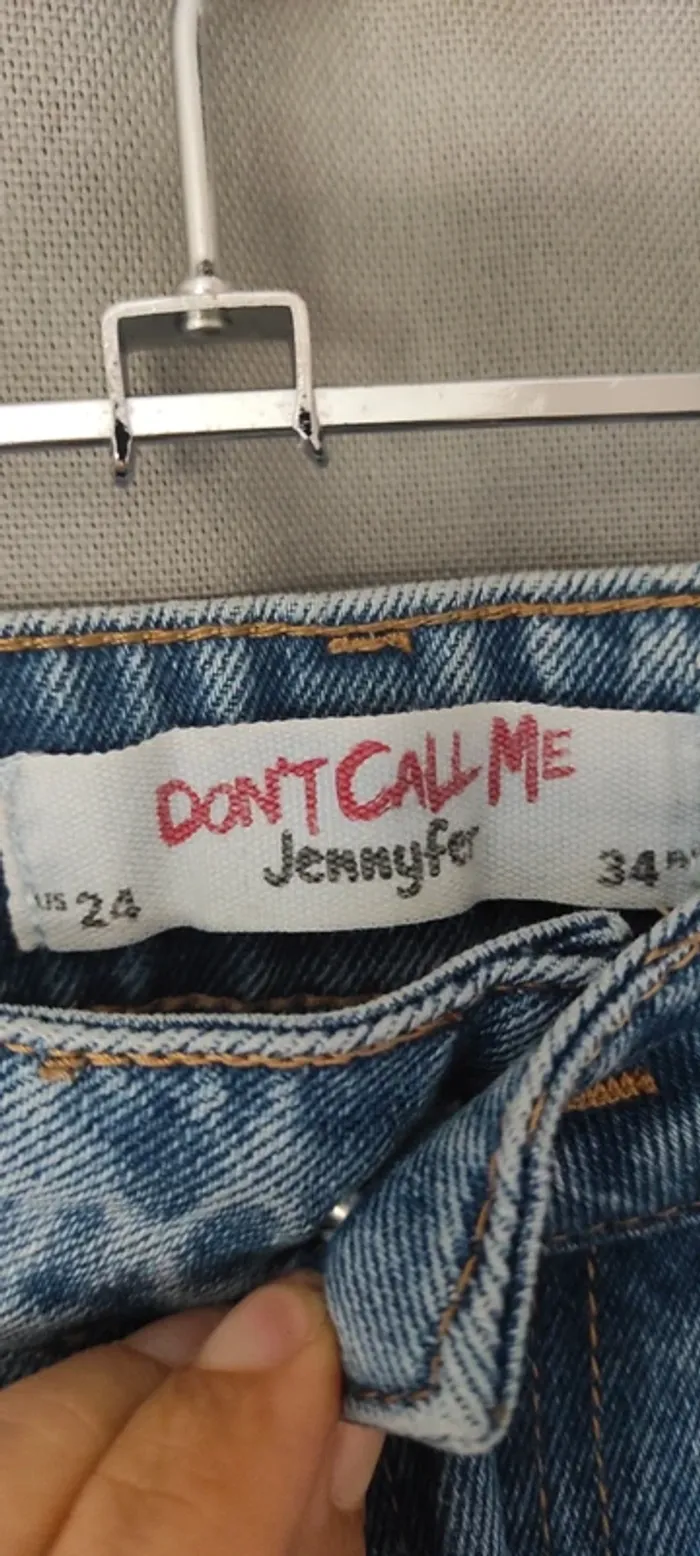 DON'T CALL ME
Jennyfer
US 24
34